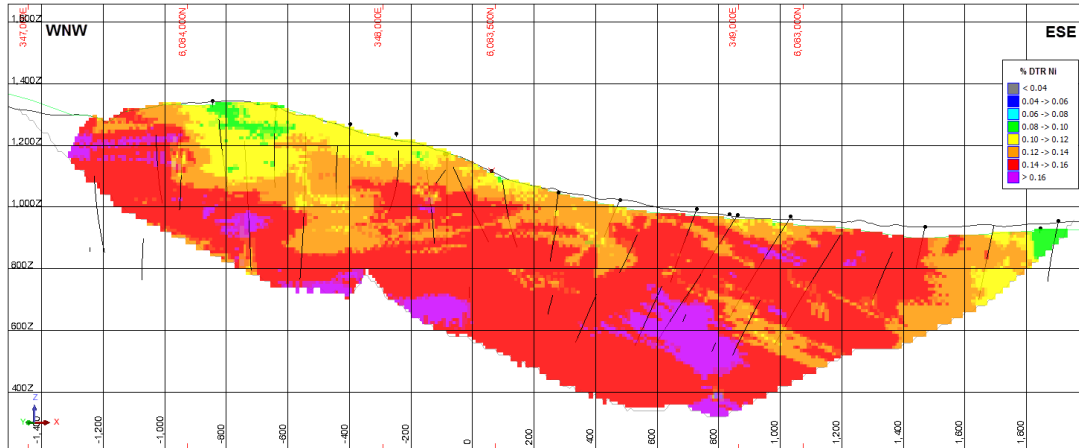 1,600Z
WNW
347,000E
6,084,000N
348,000E
6,083,500N
349,000E
6,083,000N
ESE
1,400Z
1,200Z
1,000Z
800Z
600Z
400Z
% DTR Ni
< 0.04
0.04 -> 0.06
0.06 -> 0.08
0.08 -> 0.10
0.10 -> 0.12
0.12 -> 0.14
0.14 -> 0.16
> 0.16
Z
Y
X
-1,400
-1,200
-1,000
-800
-600
-400
-200
0
200
400
600
800
1,000
1,200
1,400
1,600
1,800